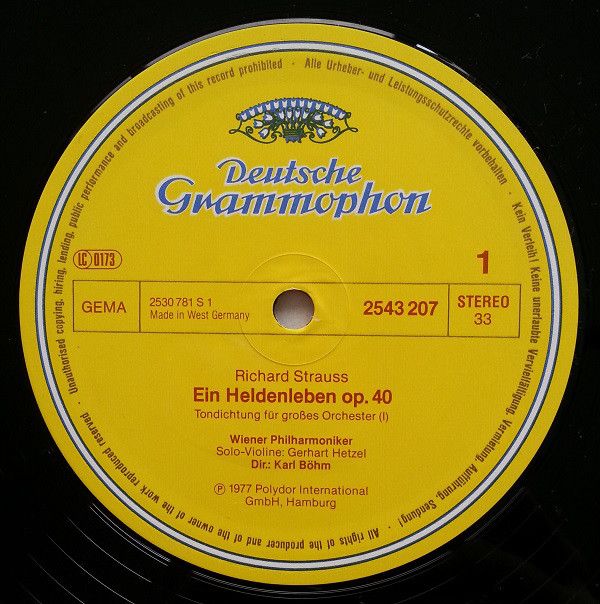 Unauthorised copying, hiring, lending, public performance and broadcasting of this record prohibited · Alle Urheber- und Leistungsschutzrechte vorbehalten · Kein Verleih! Keine unerlaubte Vervielfältigung, Vermietung, Aufführung, Sendung! · All rights of the producer and of the owner of the work reproduced reserved ·
Deutsche
Grammophon
LC 0173
1
GEMA
2530 781 S 1
Made in West Germany
2543 207
STEREO
33
Richard Strauss
Ein Heldenleben op. 40
Tondichtung für großes Orchester (I)
Wiener Philharmoniker
Solo-Violine: Gerhart Hetzel
Dir.: Karl Böhm
Ⓟ 1977 Polydor International
GmbH, Hamburg